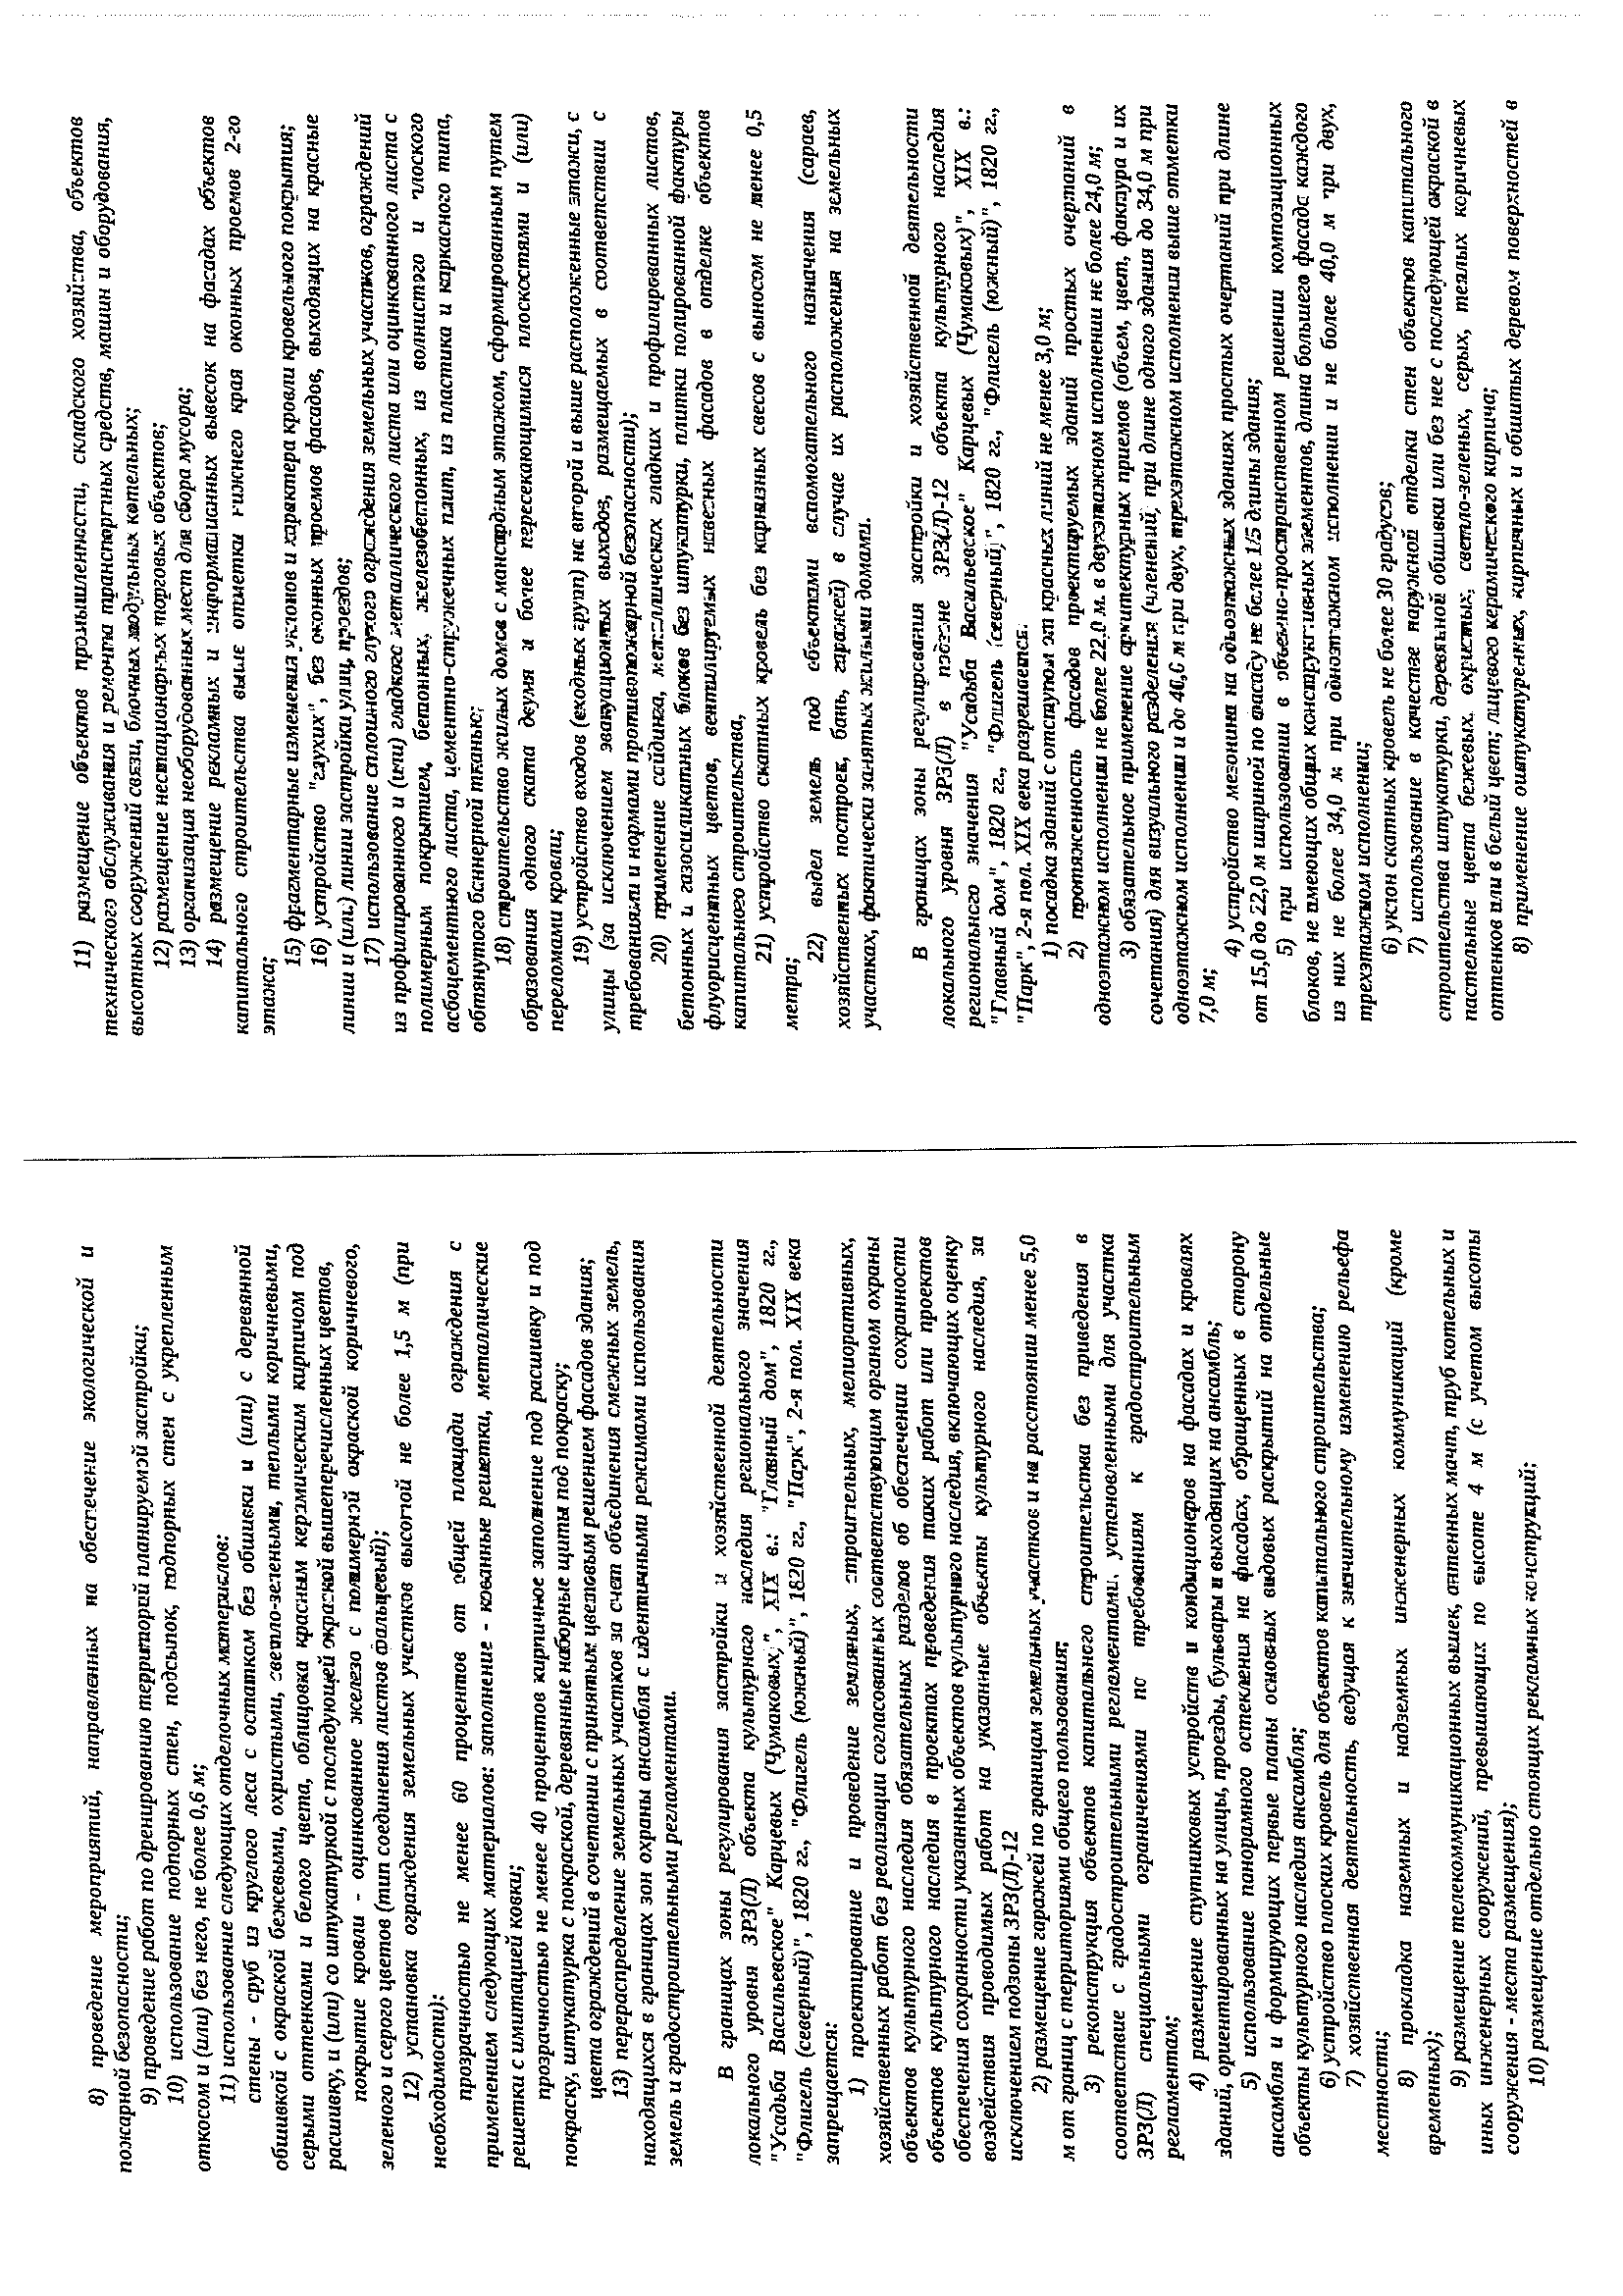 8) проведение мероприятий, направленных на обеспечение экологической и
пожарной безопасности;
9) проведение работ по дренированию территорий планируемой застройки;
10) использование подпорных стен, подсыпок, подпорных стен с укрепленным
откосом и (или) без него, не более 0,6 м;
11) использование следующих отделочных материалов:
стены - сруб из круглого леса с остатком без обшивки и (или) с деревянной
обшивкой с окраской бежевыми, охристыми, светло-зелеными, теплыми коричневыми,
серыми оттенками и белого цвета, облицовка красным керамическим кирпичом под
расшивку, и (или) со штукатуркой с последующей окраской вышеперечисленных цветов,
покрытие кровли - оцинкованное железо с полимерной окраской коричневого,
зеленого и серого цветов (тип соединения листов фальцевый);
12) установка ограждения земельных участков высотой не более 1,5 м (при
необходимости):
прозрачностью не менее 60 процентов от общей площади ограждения с
применением следующих материалов: заполнение - кованные решетки, металлические
решетки с имитацией ковки;
прозрачностью не менее 40 процентов кирпичное заполнение под расшивку и под
покраску, штукатурка с покраской, деревянные наборные щиты под покраску;
цвета ограждений в сочетании с принятым цветовым решением фасадов здания;
13) перераспределение земельных участков за счет объединения смежных земель,
находящихся в границах зон охраны ансамбля с идентичными режимами использования
земель и градостроительными регламентами.
В границах зоны регулирования застройки и хозяйственной деятельности
локального уровня ЗРЗ(Л) объекта культурного наследия регионального значения
"Усадьба Васильевское" Карцевых (Чумаковых)", XIX в.: "Главный дом", 1820 гг.,
"Флигель (северный)", 1820 гг., "Флигель (южный)", 1820 гг., "Парк", 2-я пол. XIX века
запрещается:
1) проектирование и проведение земляных, строительных, мелиоративных,
хозяйственных работ без реализации согласованных соответствующим органом охраны
объектов культурного наследия обязательных разделов об обеспечении сохранности
объектов культурного наследия в проектах проведения таких работ или проектов
обеспечения сохранности указанных объектов культурного наследия, включающих оценку
воздействия проводимых работ на указанные объекты культурного наследия, за
исключением подзоны ЗРЗ(Л)-12
2) размещение гаражей по границам земельных участков и на расстоянии менее 5,0
м от границ с территориями общего пользования;
3) реконструкция объектов капитального строительства без приведения в
соответствие с градостроительными регламентами, установленными для участка
ЗРЗ(Л) специальными ограничениями по требованиям к градостроительным
регламентам;
4) размещение спутниковых устройств и кондиционеров на фасадах и кровлях
зданий, ориентированных на улицы, проезды, бульвары и выходящих на ансамбль;
5) использование панорамного остекления на фасадах, обращенных в сторону
ансамбля и формирующих первые планы основных видовых раскрытий на отдельные
объекты культурного наследия ансамбля;
6) устройство плоских кровель для объектов капитального строительства;
7) хозяйственная деятельность, ведущая к значительному изменению рельефа
местности;
8) прокладка наземных и надземных инженерных коммуникаций (кроме
временных);
9) размещение телекоммуникационных вышек, антенных мачт, труб котельных и
иных инженерных сооружений, превышающих по высоте 4 м (с учетом высоты
сооружения - места размещения);
10) размещение отдельно стоящих рекламных конструкций;
11) размещение объектов промышленности, складского хозяйства, объектов
технического обслуживания и ремонта транспортных средств, машин и оборудования,
высотных сооружений связи, блочных модульных котельных;
12) размещение нестационарных торговых объектов;
13) организация необорудованных мест для сбора мусора;
14) размещение рекламных и информационных вывесок на фасадах объектов
капитального строительства выше отметки нижнего края оконных проемов 2-го
этажа;
15) фрагментарные изменения уклонов и характера кровли кровельного покрытия;
16) устройство "глухих", без оконных проемов фасадов, выходящих на красные
линии и (или) линии застройки улиц, проездов;
17) использование сплошного глухого ограждения земельных участков, ограждений
из профилированного и (или) гладкого металлического листа или оцинкованного листа с
полимерным покрытием, бетонных, железобетонных, из волнистого и плоского
асбоцементного листа, цементно-стружечных плит, из пластика и каркасного типа,
обтянутого баннерной тканью;
18) строительство жилых домов с мансардным этажом, сформированным путем
образования одного ската двумя и более пересекающимися плоскостями и (или)
переломами кровли;
19) устройство входов (входных групп) на второй и выше расположенные этажи, с
улицы (за исключением эвакуационных выходов, размещаемых в соответствии с
требованиями и нормами противопожарной безопасности);
20) применение сайдинга, металлических гладких и профилированных листов,
бетонных и газосиликатных блоков без штукатурки, плитки полированной фактуры
флуорисцентных цветов, вентилируемых навесных фасадов в отделке объектов
капитального строительства,
21) устройство скатных кровель без карнизных свесов с выносом не менее 0,5
метра;
22) выдел земель под объектами вспомогательного назначения (сараев,
хозяйственных построек, бань, гаражей) в случае их расположения на земельных
участках, фактически занятых жилыми домами.
В границах зоны регулирования застройки и хозяйственной деятельности
локального уровня ЗРЗ(Л) в подзоне ЗРЗ(Л)-12 объекта культурного наследия
регионального значения "Усадьба Васильевское" Карцевых (Чумаковых)", XIX в.:
"Главный дом", 1820 гг., "Флигель (северный)", 1820 гг., "Флигель (южный)", 1820 гг.,
"Парк", 2-я пол. XIX века разрешается:
1) посадка зданий с отступом от красных линий не менее 3,0 м;
2) протяженность фасадов проектируемых зданий простых очертаний в
одноэтажном исполнении не более 22,0 м. в двухэтажном исполнении не более 24,0 м;
3) обязательное применение архитектурных приемов (объем, цвет, фактура и их
сочетания) для визуального разделения (членений, при длине одного здания до 34,0 м при
одноэтажном исполнении и до 40,0 м при двух, трехэтажном исполнении выше отметки
7,0 м;
4) устройство мезонина на одноэтажных зданиях простых очертаний при длине
от 15,0 до 22,0 м шириной по фасаду не более 1/5 длины здания;
5) при использовании в объемно-пространственном решении композиционных
блоков, не имеющих общих конструктивных элементов, длина большего фасада каждого
из них не более 34,0 м при одноэтажном исполнении и не более 40,0 м при двух,
трехэтажном исполнении;
6) уклон скатных кровель не более 30 градусов;
7) использование в качестве наружной отделки стен объектов капитального
строительства штукатурки, деревянной обшивки или без нее с последующей окраской в
пастельные цвета бежевых, охристых, светло-зеленых, серых, теплых коричневых
оттенков или в белый цвет; лицевого керамического кирпича;
8) применение оштукатуренных, кирпичных и обшитых деревом поверхностей в